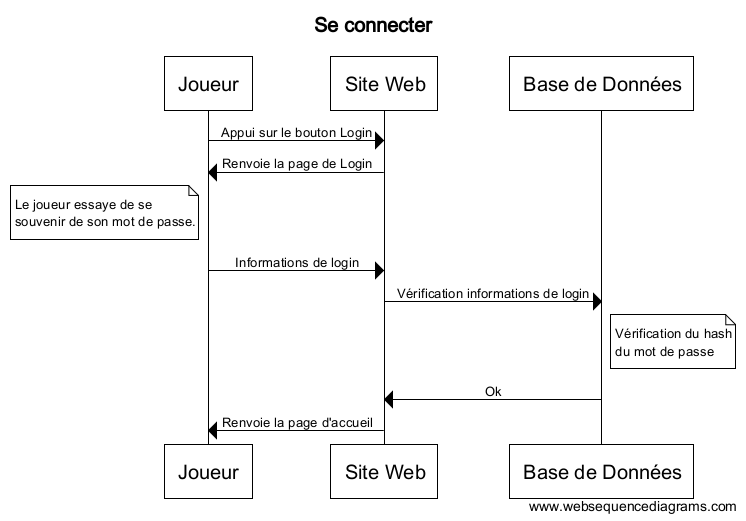 Se connecter
Joueur
Site Web
Base de Données
Appui sur le bouton Login
Renvoie la page de Login
Le joueur essaye de se
souvenir de son mot de passe.
Informations de login
Vérification informations de login
Vérification du hash
du mot de passe
Ok
Renvoie la page d'accueil
Joueur
Site Web
Base de Données
www.websequencediagrams.com